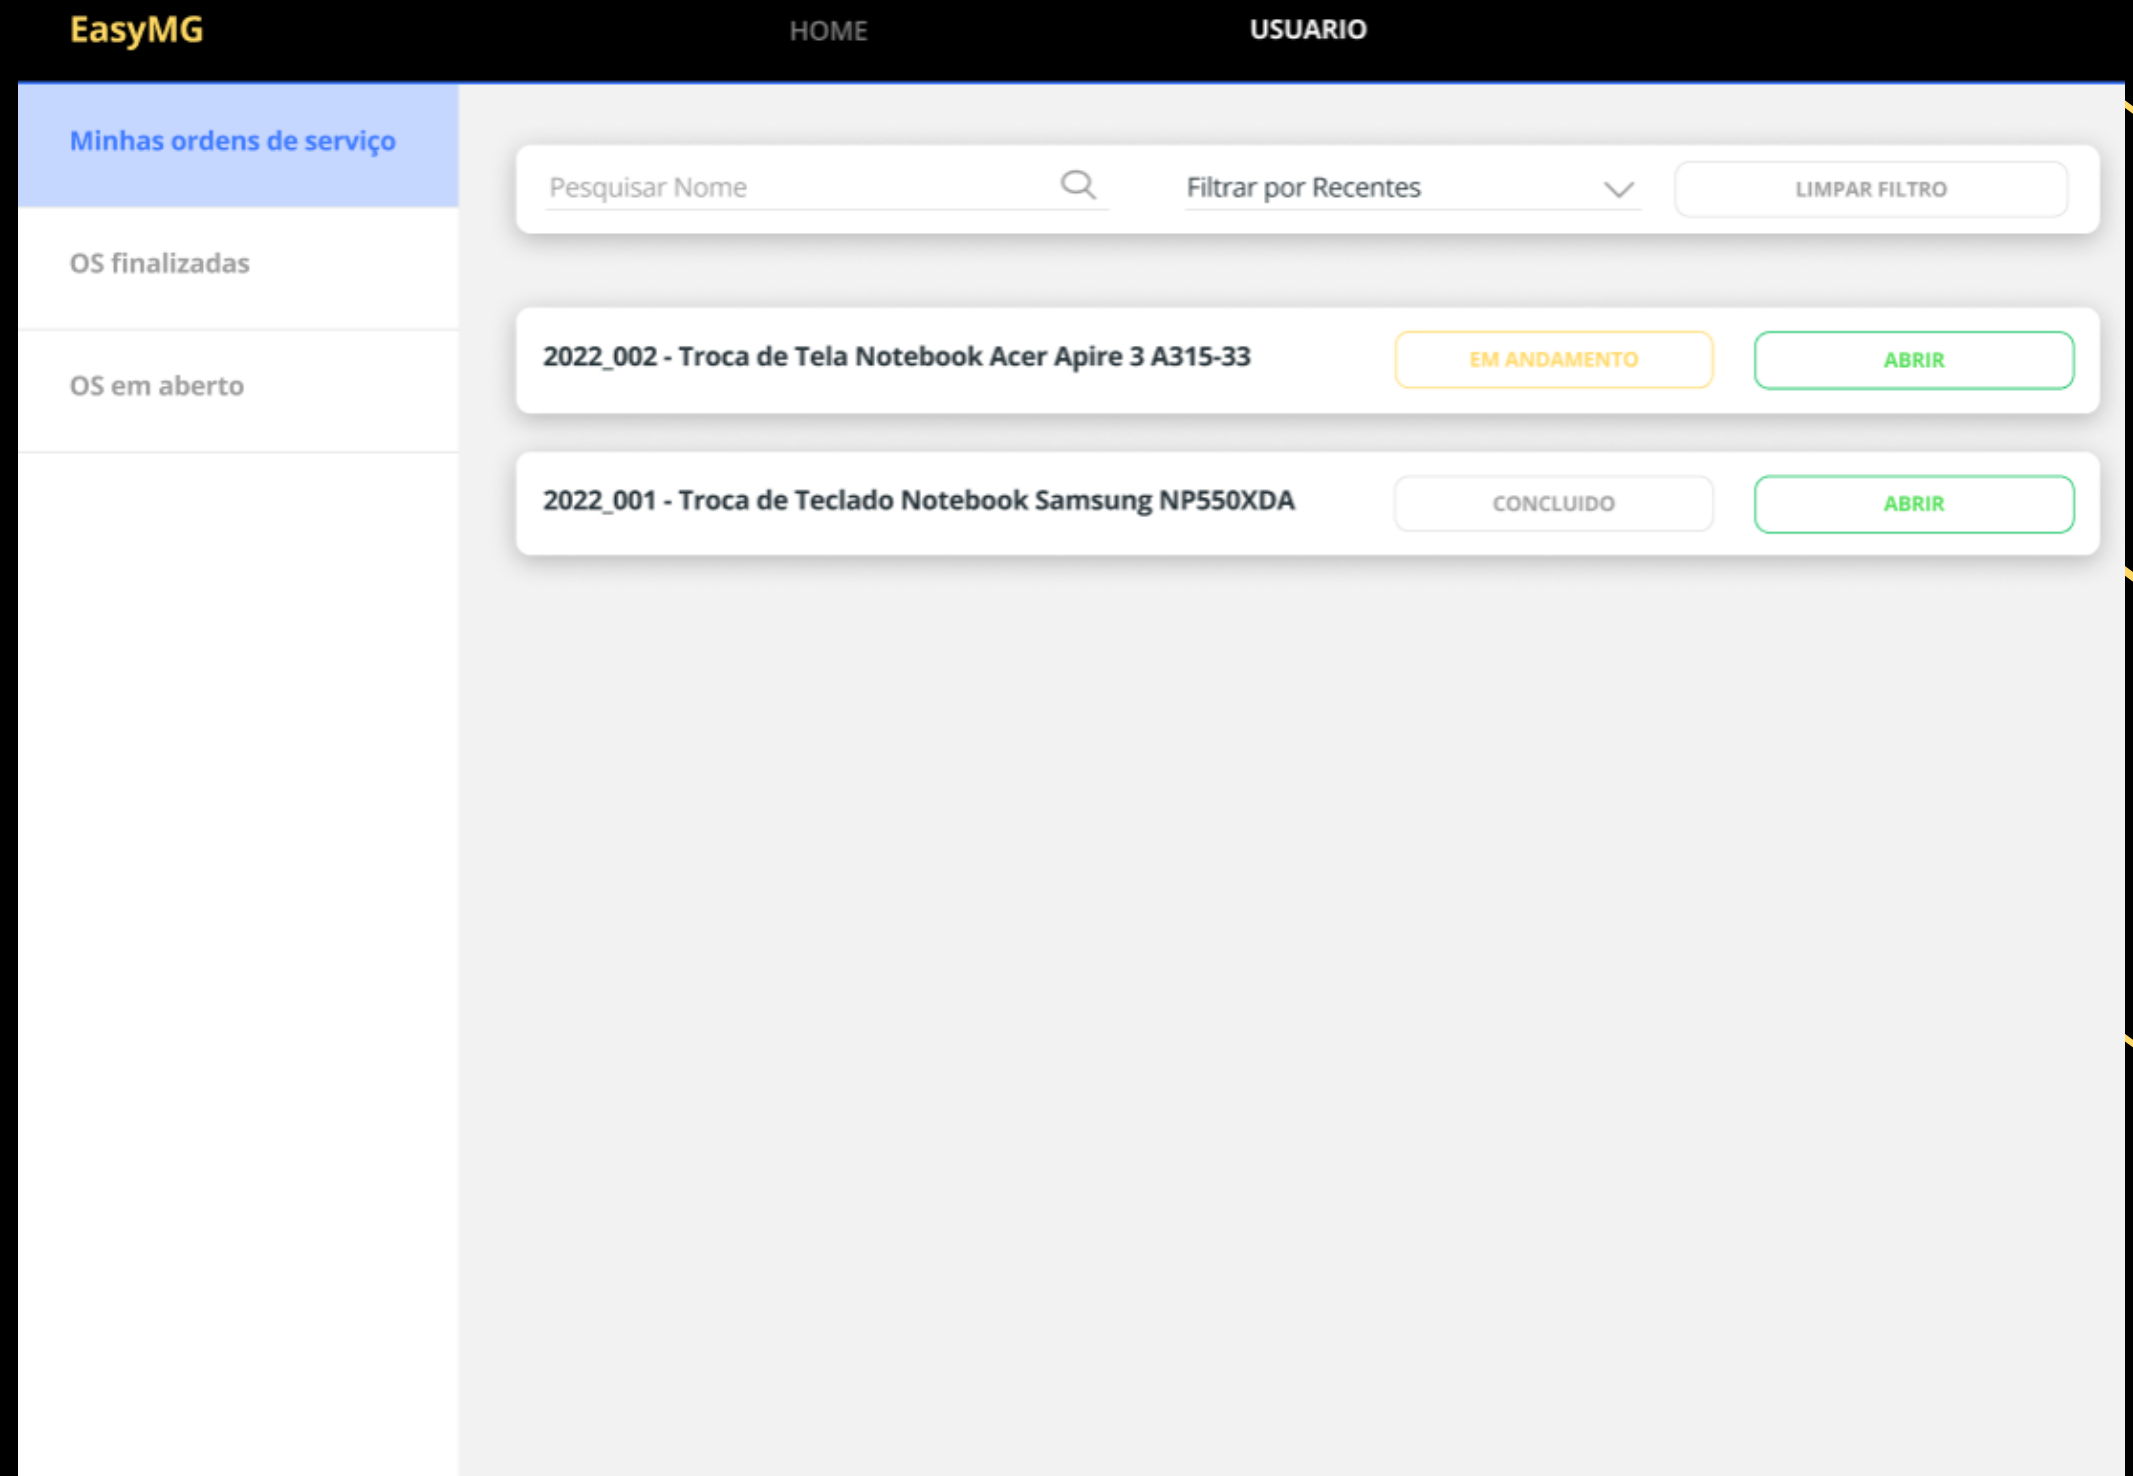 EasyMG
HOME
USUARIO
Minhas ordens de serviço
OS finalizadas
OS em aberto
Pesquisar Nome
Filtrar por Recentes
LIMPAR FILTRO
2022_002 - Troca de Tela Notebook Acer Apire 3 A315-33
EM ANDAMENTO
ABRIR
2022_001 - Troca de Teclado Notebook Samsung NP550XDA
CONCLUIDO
ABRIR